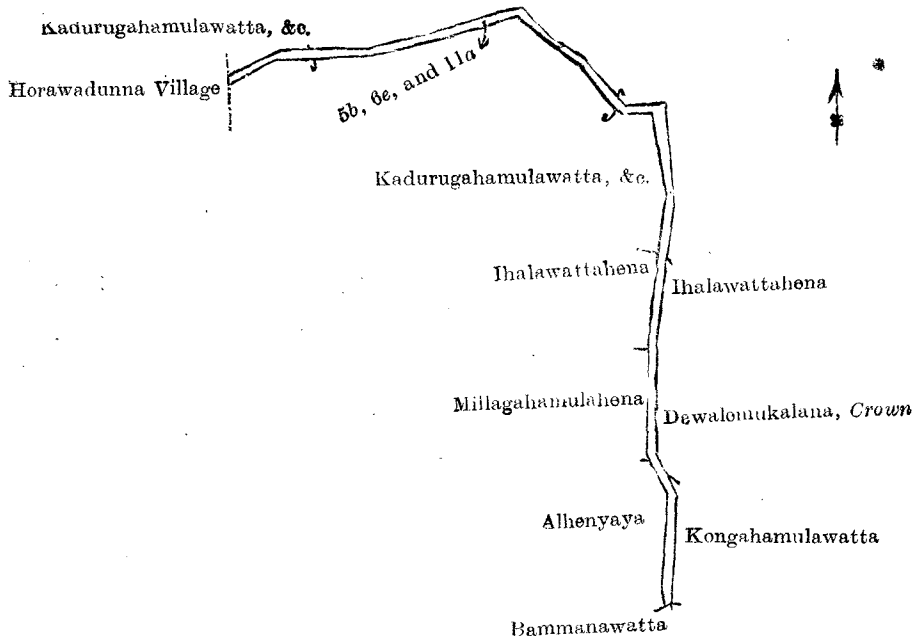 Kadurugahamulawatta, &c.
Horawadunna Village
5b, 6e, and 11a
Kadurugahamulawatta, &c.
Ihalawattahena
Ihalawattahena
Millagahamulahena
Dewalomukalana, Crown
Alhenyaya
Kongahamulawatta
Bammanawatta